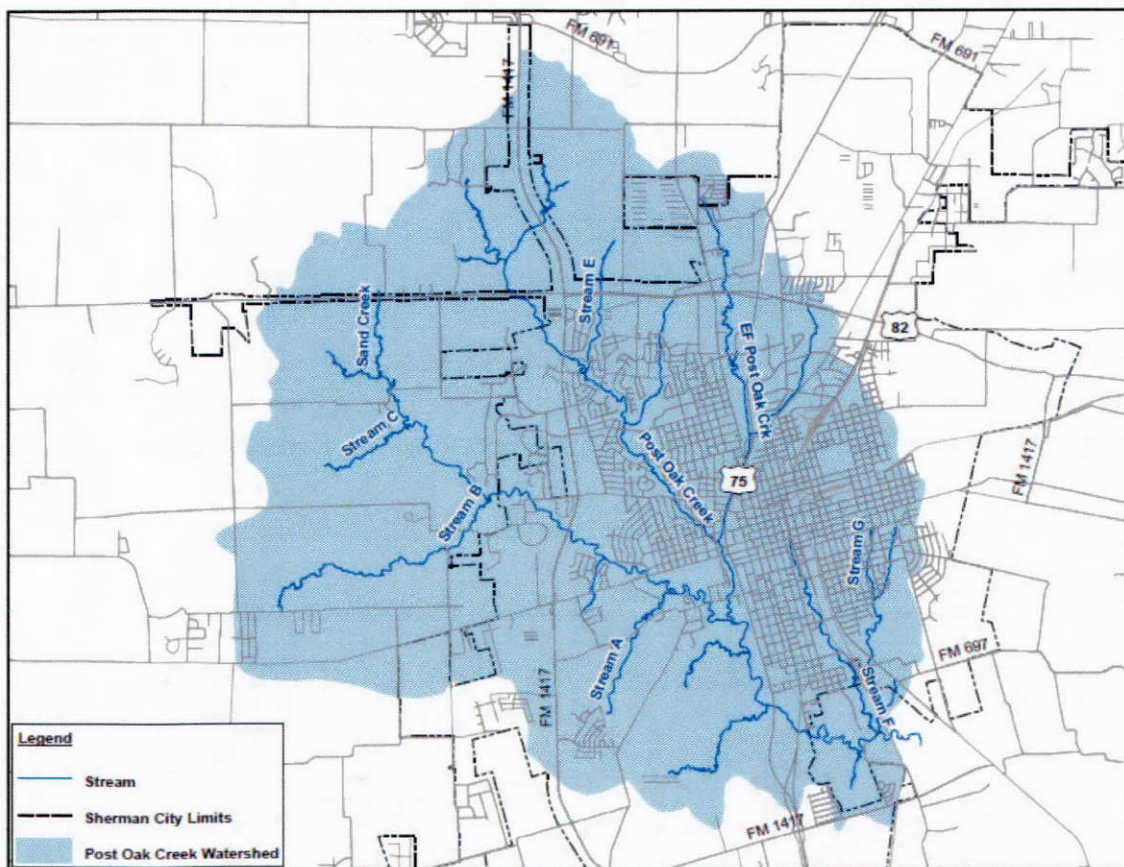 FM 691
FM 691
FM 1417
Stream E
Sand Creek
82
EF Post Oak Crk
Stream C
Post Oak Creek
75
FM 1417
Stream B
Stream G
Stream A
FM 697
FM 1417
Stream F
FM 1417
Legend
Stream
Sherman City Limits
Post Oak Creek Watershed